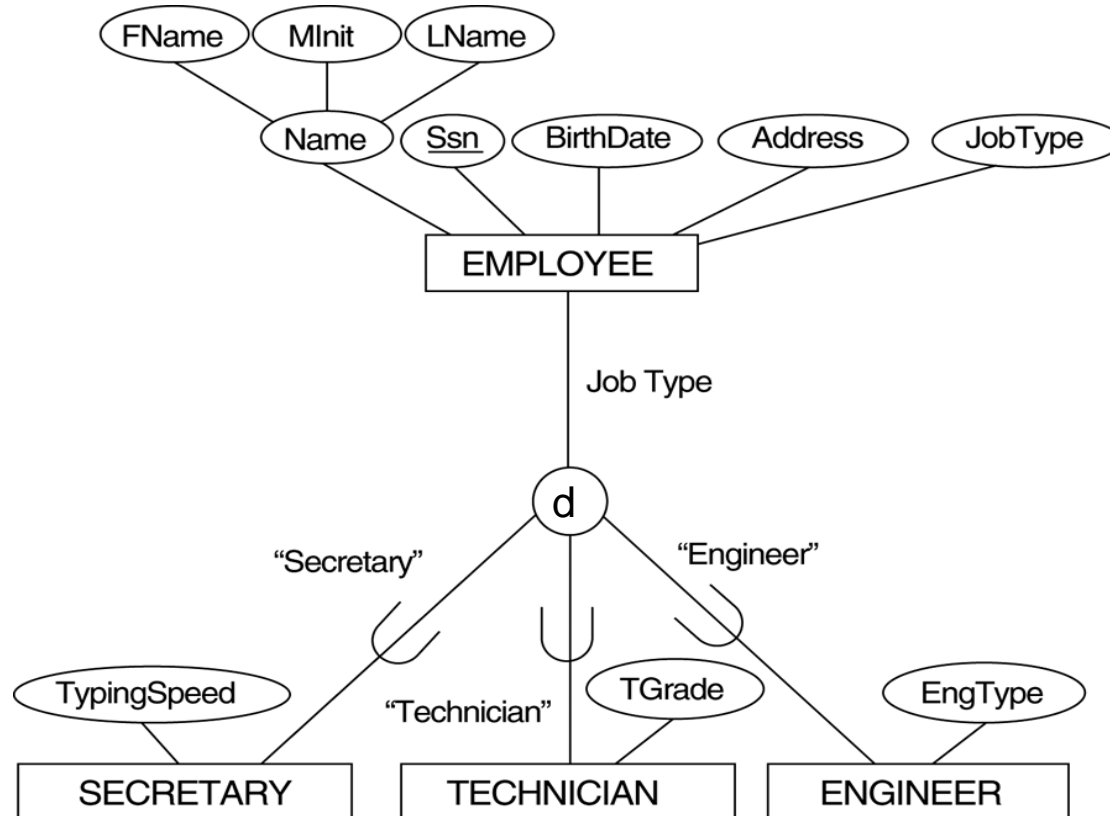 FName MInit LName
Name Ssn BirthDate Address JobType
EMPLOYEE
Job Type
d
“Secretary” “Engineer”
“Technician”
TypingSpeed TGrade EngType
SECRETARY TECHNICIAN ENGINEER